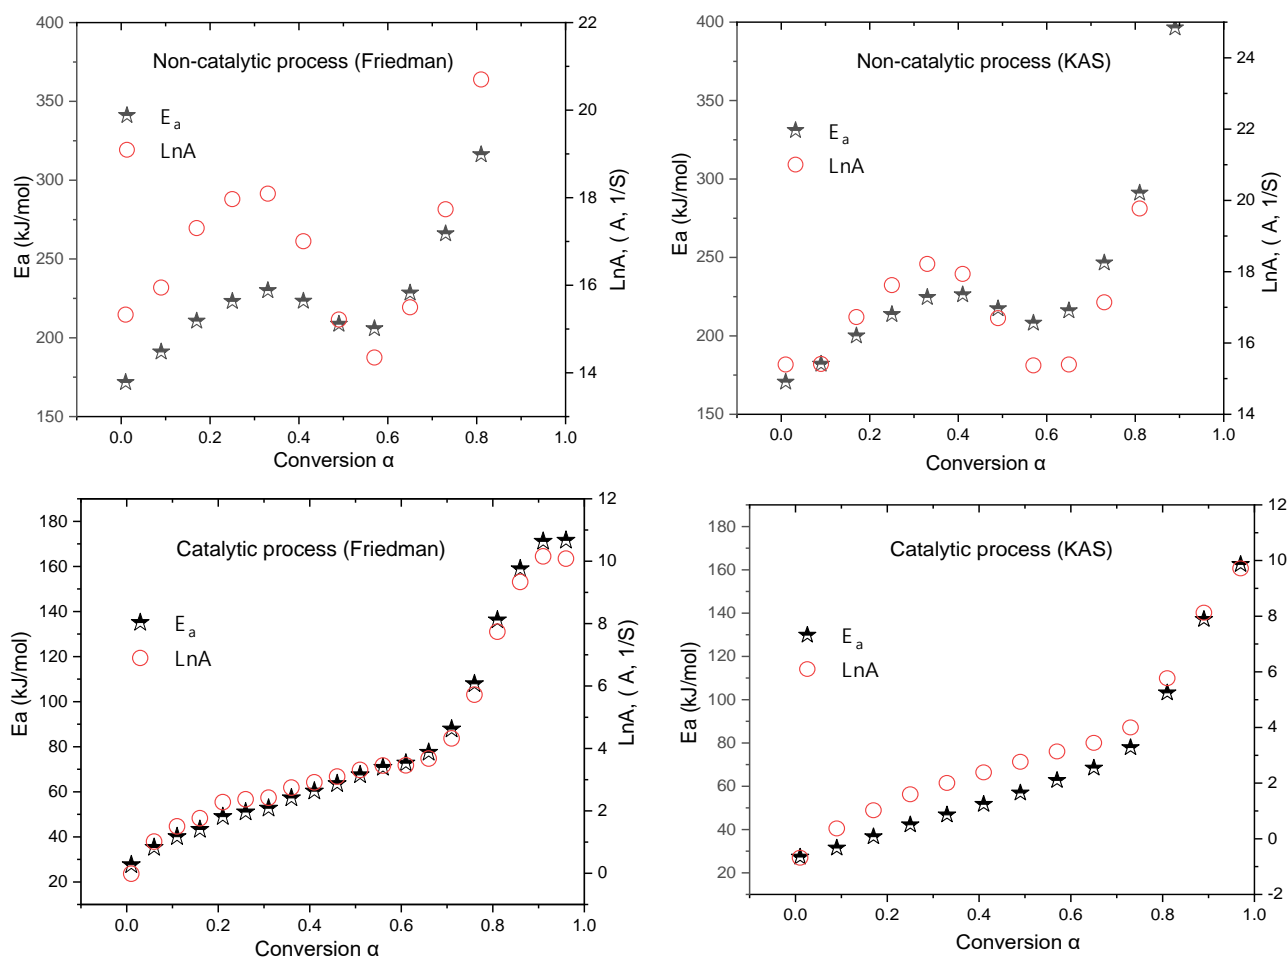 Non-catalytic process (Friedman)
Ea
LnA
Ea (kJ/mol)
400
350
300
250
200
150
LnA, ( A, 1/S)
22
20
18
16
14
0.0 0.2 0.4 0.6 0.8 1.0
Conversion α
Non-catalytic process (KAS)
Ea
LnA
Ea (kJ/mol)
400
350
300
250
200
150
LnA, ( A, 1/S)
24
22
20
18
16
14
0.0 0.2 0.4 0.6 0.8 1.0
Conversion α
Catalytic process (Friedman)
Ea
LnA
Ea (kJ/mol)
180
160
140
120
100
80
60
40
20
LnA, ( A, 1/S)
12
10
8
6
4
2
0
0.0 0.2 0.4 0.6 0.8 1.0
Conversion α
Catalytic process (KAS)
Ea
LnA
Ea (kJ/mol)
180
160
140
120
100
80
60
40
20
12
10
8
6
4
2
0
-2
0.0 0.2 0.4 0.6 0.8 1.0
Conversion α